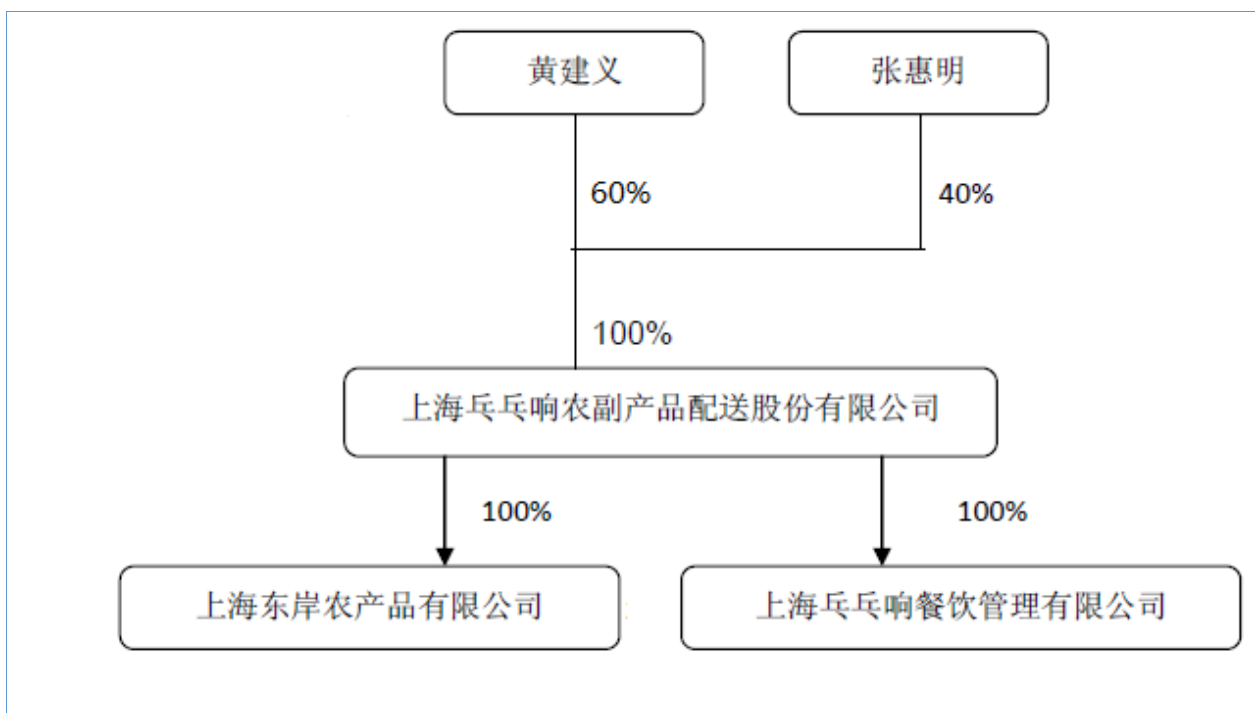 黄建义
张惠明
60%
40%
100%
上海乓乓响农副产品配送股份有限公司
100%
100%
上海东岸农产品有限公司
上海乓乓响餐饮管理有限公司